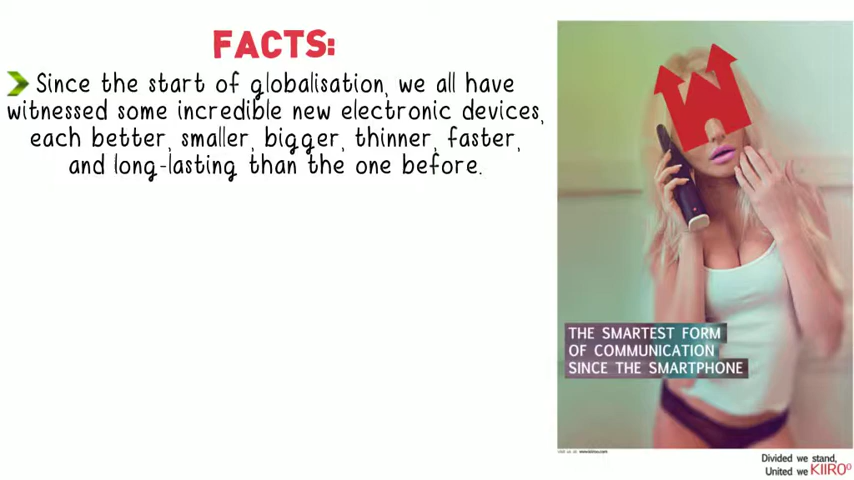 FACTS:
Since the start of globalisation, we all have
witnessed some incredible new electronic devices,
each better, smaller, bigger, thinner, faster,
and long-lasting than the one before.
THE SMARTEST FORM
OF COMMUNICATION
SINCE THE SMARTPHONE
Divided we stand,
United we KIIROO